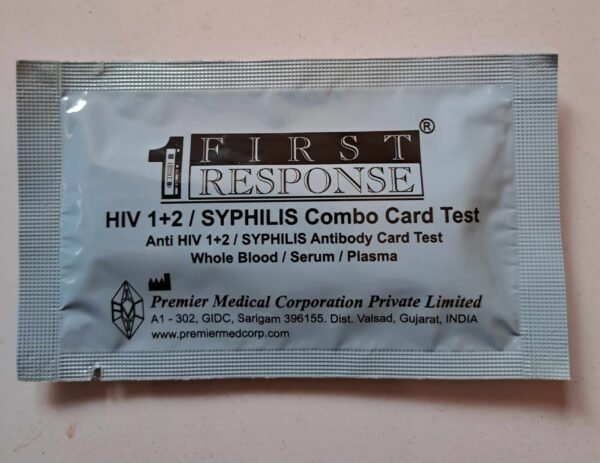 1 FIRST RESPONSE®
HIV 1+2 / SYPHILIS Combo Card Test
Anti HIV 1+2 / SYPHILIS Antibody Card Test
Whole Blood / Serum / Plasma
Premier Medical Corporation Private Limited
A1 - 302, GIDC, Sarigam 396155. Dist. Valsad, Gujarat, INDIA
www.premiermedcorp.com